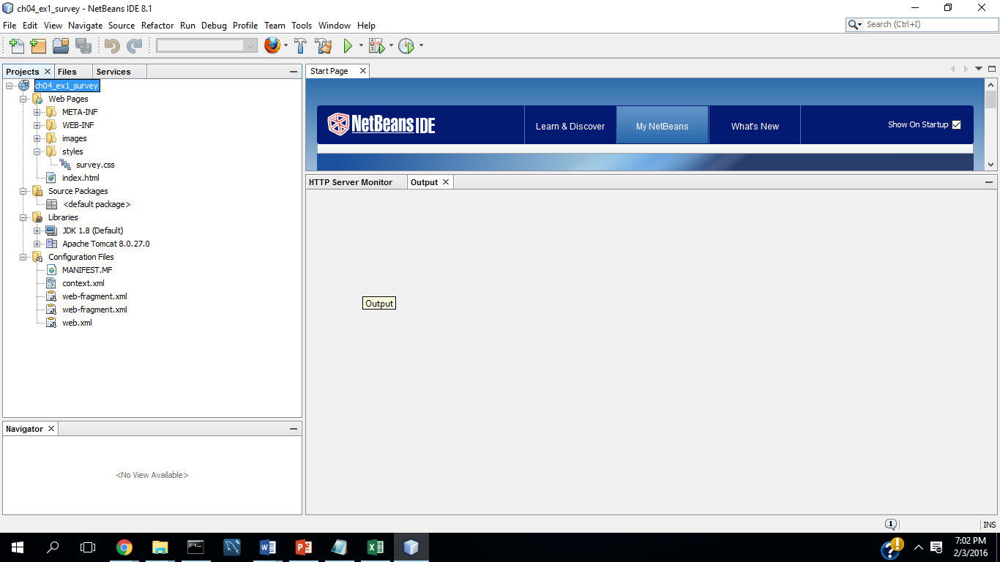 ch04_ex1_survey - NetBeans IDE 8.1
File Edit View Navigate Source Refactor Run Debug Profile Team Tools Window Help
Search (Ctrl+I)
Projects Files Services
ch04_ex1_survey
Web Pages
META-INF
WEB-INF
images
styles
survey.css
index.html
Source Packages
<default package>
Libraries
JDK 1.8 (Default)
Apache Tomcat 8.0.27.0
Configuration Files
MANIFEST.MF
context.xml
web-fragment.xml
web-fragment.xml
web.xml
Navigator
<No View Available>
Start Page
NetBeans IDE
Learn & Discover
My NetBeans
What's New
Show On Startup
HTTP Server Monitor Output
Output
1
INS
7:02 PM
2/3/2016